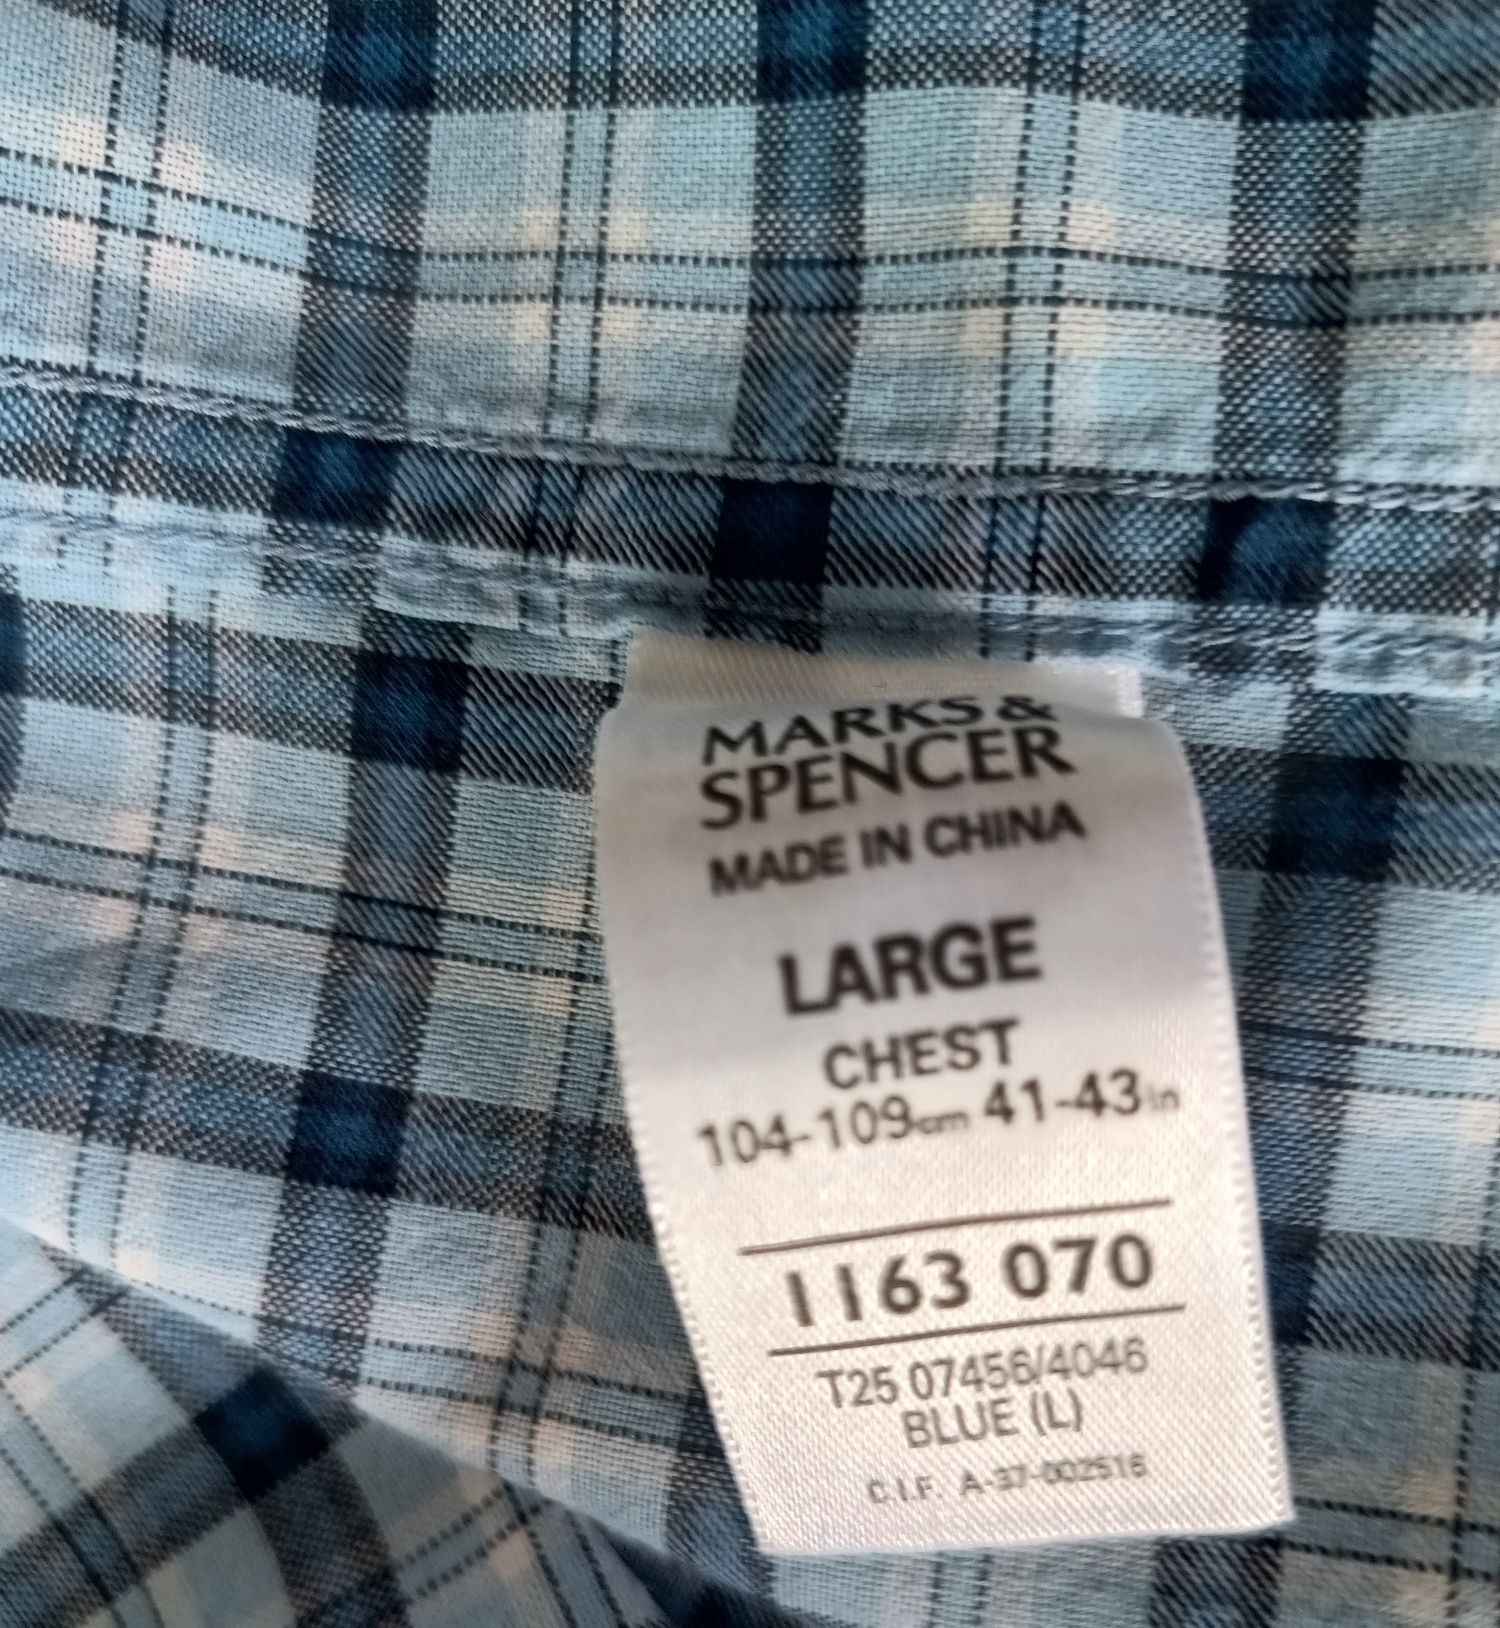 MARKS &
SPENCER
MADE IN CHINA
LARGE
CHEST
104-109cm 41-43in
1163 070
T25 07456/4046
BLUE (L)
C.I.F. A-37-002516